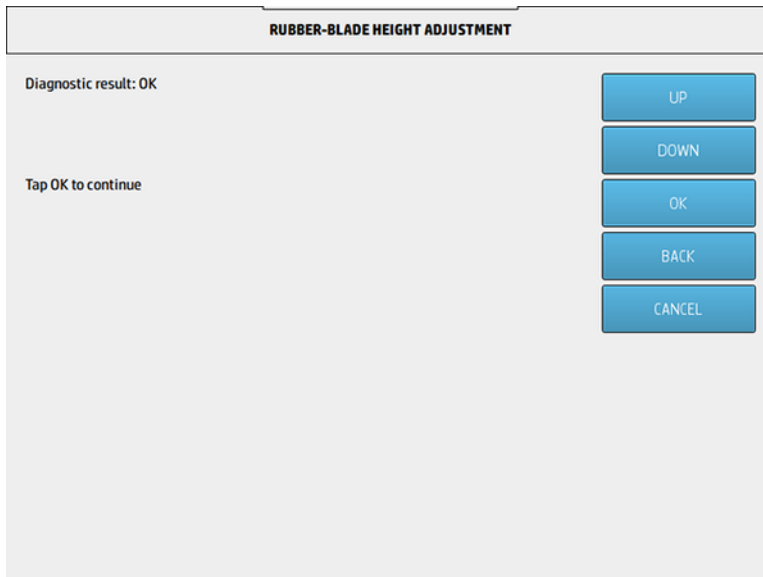 RUBBER-BLADE HEIGHT ADJUSTMENT
Diagnostic result: OK
Tap OK to continue
UP
DOWN
OK
BACK
CANCEL